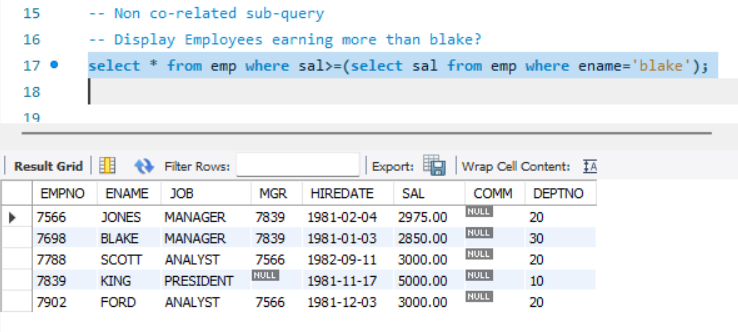 15 -- Non co-related sub-query
16 -- Display Employees earning more than blake?
17 select * from emp where sal>=(select sal from emp where ename='blake');
18
19
Result Grid Filter Rows: Export: Wrap Cell Content: IA
EMPNO ENAME JOB MGR HIREDATE SAL COMM DEPTNO
7566 JONES MANAGER 7839 1981-02-04 2975.00 NULL 20
7698 BLAKE MANAGER 7839 1981-01-03 2850.00 NULL 30
7788 SCOTT ANALYST 7566 1982-09-11 3000.00 NULL 20
7839 KING PRESIDENT NULL 1981-11-17 5000.00 NULL 10
7902 FORD ANALYST 7566 1981-12-03 3000.00 NULL 20